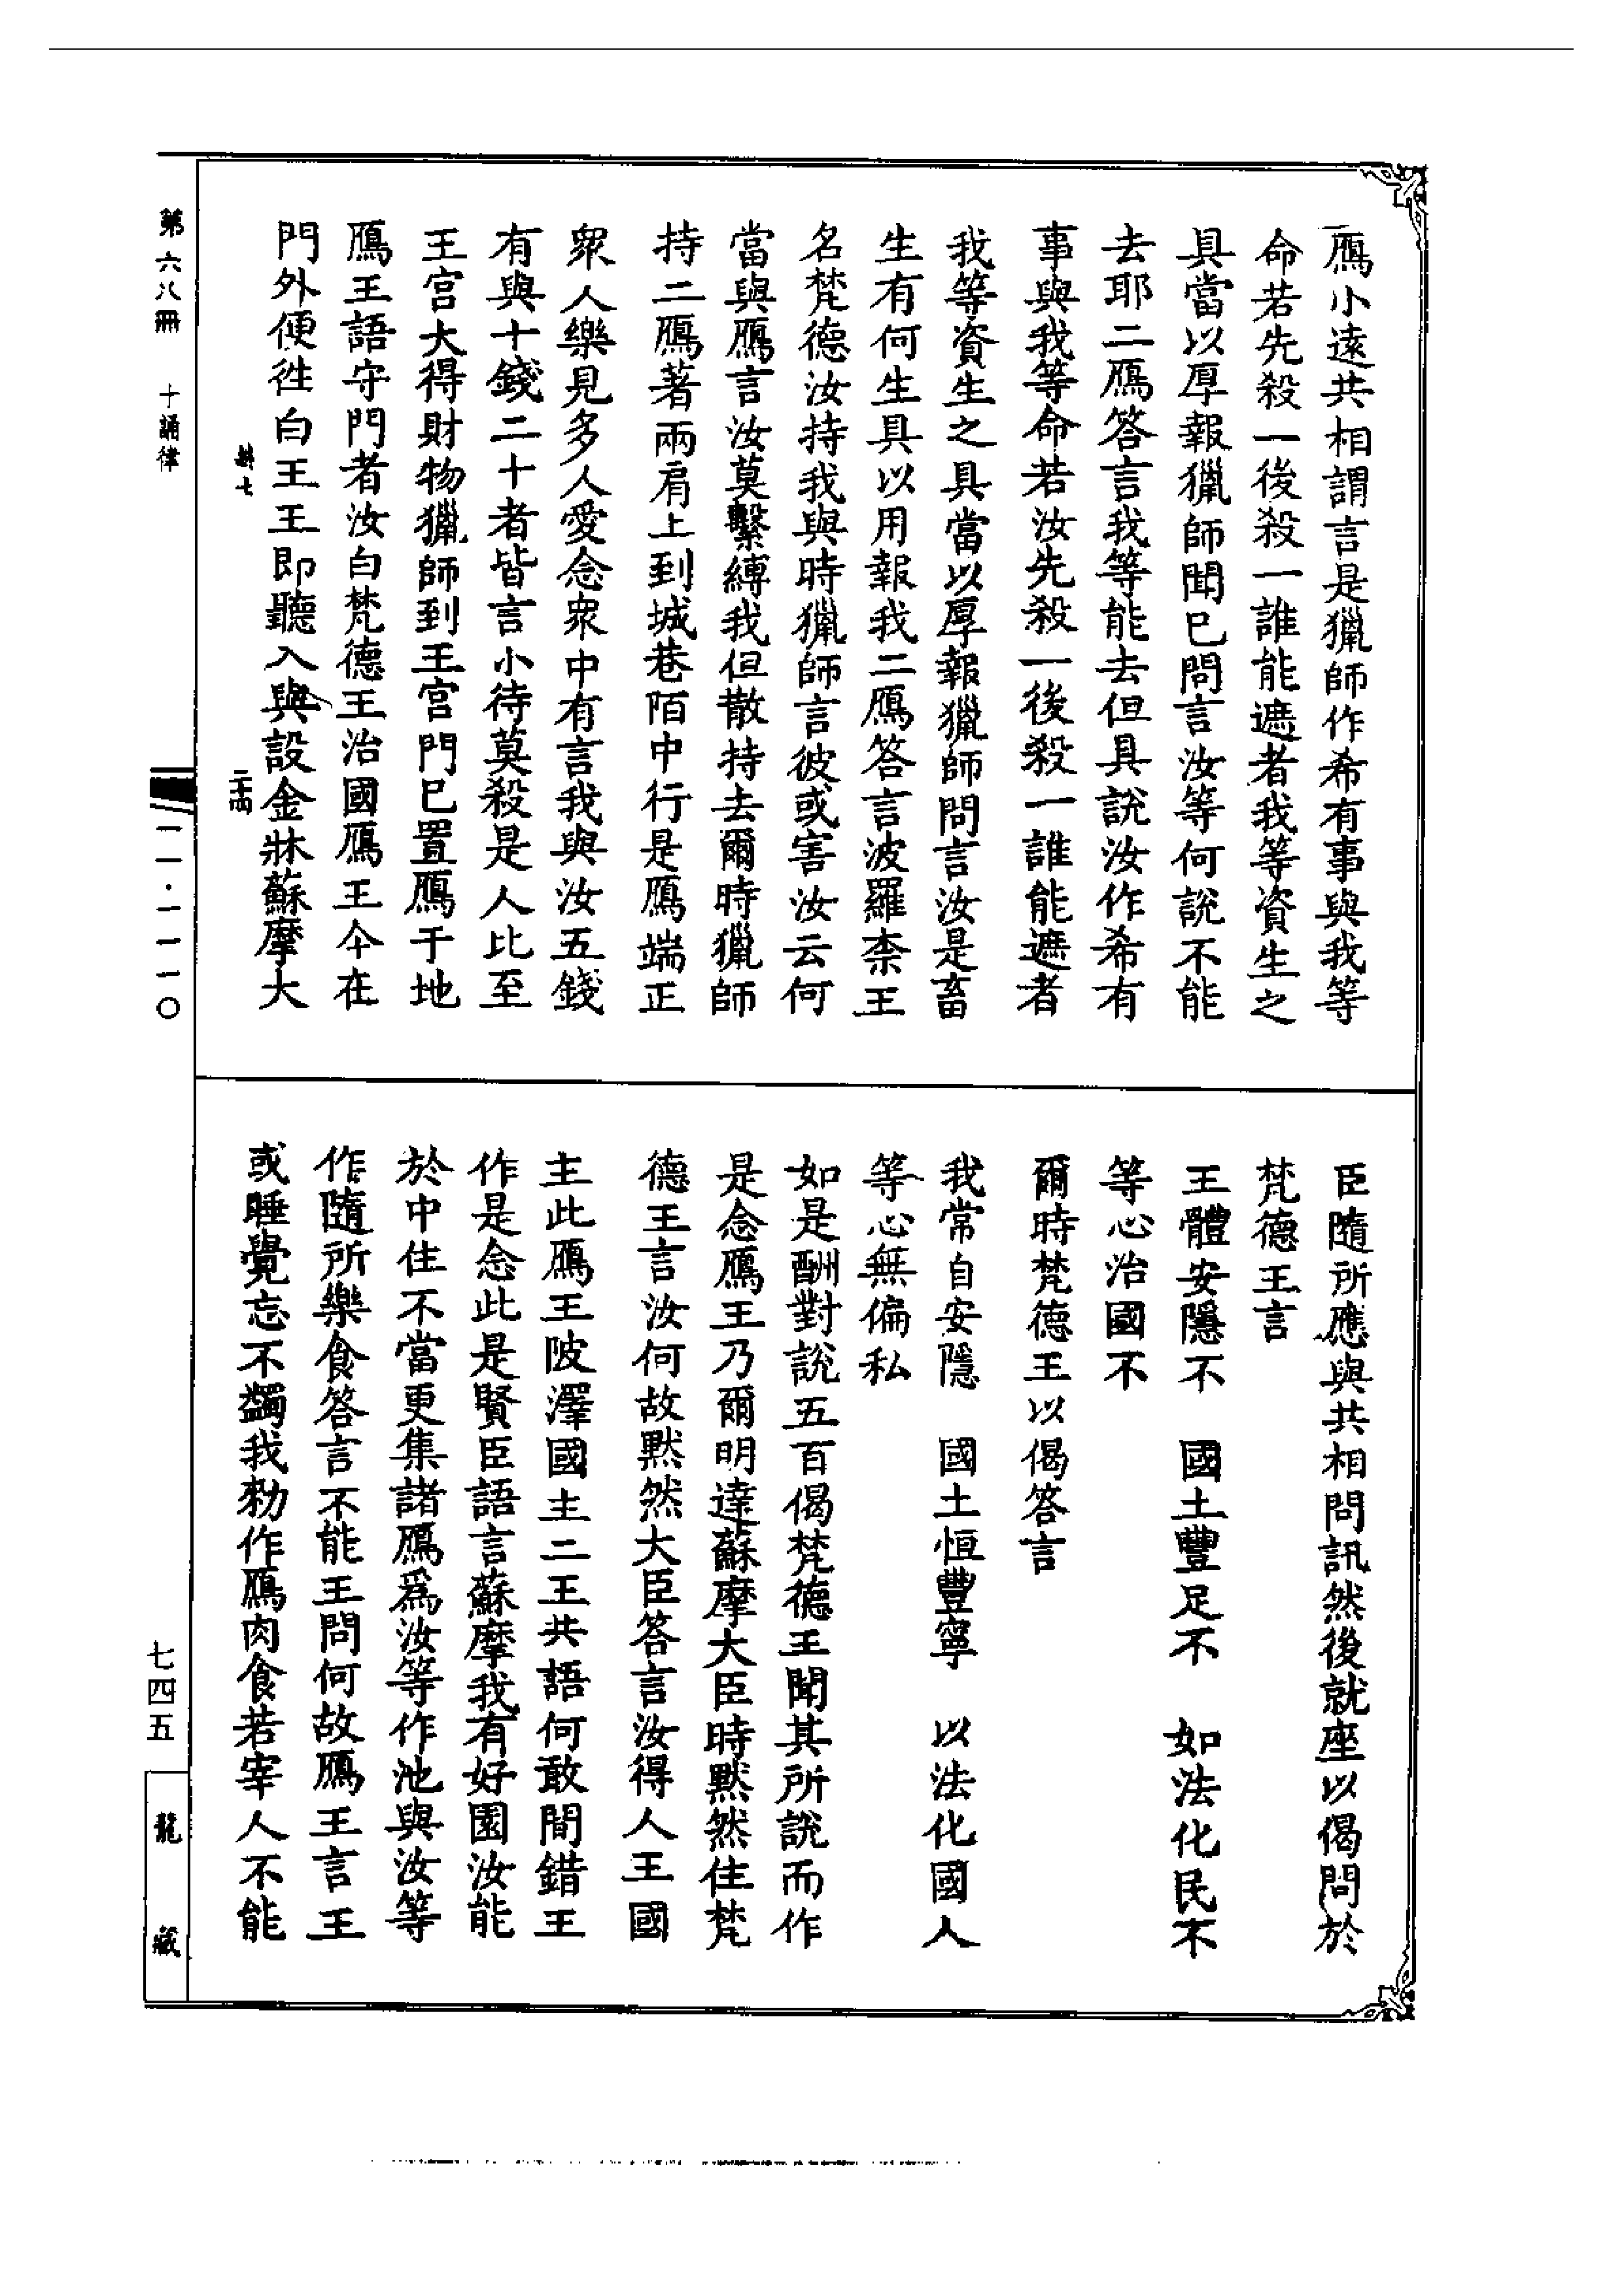 鴈小遠共相謂言是獵師作希有事與我等
命若先殺一後殺一誰能遮者我等資生之
具當以厚報獵師聞已問言汝等何說不能
去耶二鴈答言我等能去但具說汝作希有
事與我等命若汝先殺一後殺一誰能遮者
我等資生之具當以厚報獵師問言汝是畜
生有何生具以用報我二鴈答言波羅柰王
名梵德汝持我與時獵師言彼或害汝云何
當與鴈言汝莫繫縛我但散持去爾時獵師
持二鴈著兩肩上到城巷陌中行是鴈端正
衆人樂見多人愛念衆中有言我與汝五錢
有與十錢二十者皆言小待莫殺是人比至
王宮大得財物獵師到王宮門已置鴈于地
鴈王語守門者汝白梵德王治國鴈王今在
門外便徃白王王即聽入與設金牀蘇摩大
臣隨所應與共相問訊然後就座以偈問於
梵德王言
王體安隱不　國土豐足不　如法化民不
等心治國不
爾時梵德王以偈答言
我常自安隱　國土恒豐寧　以法化國人
等心無偏私
如是酬對說五百偈梵德王聞其所說而作
是念鴈王乃爾明達蘇摩大臣時默然住梵
德王言汝何故默然大臣答言汝得人王國
主此鴈王陂澤國主二王共語何敢間錯王
作是念此是賢臣語言蘇摩我有好園汝能
於中住不當更集諸鴈爲汝等作池與汝等
作隨所樂食答言不能王問何故鴈王言王
或睡覺忘不蠲我勑作鴈肉食若宰人不能
第六八冊　十誦律
二十四
一一·一一一〇
七四五
龍藏